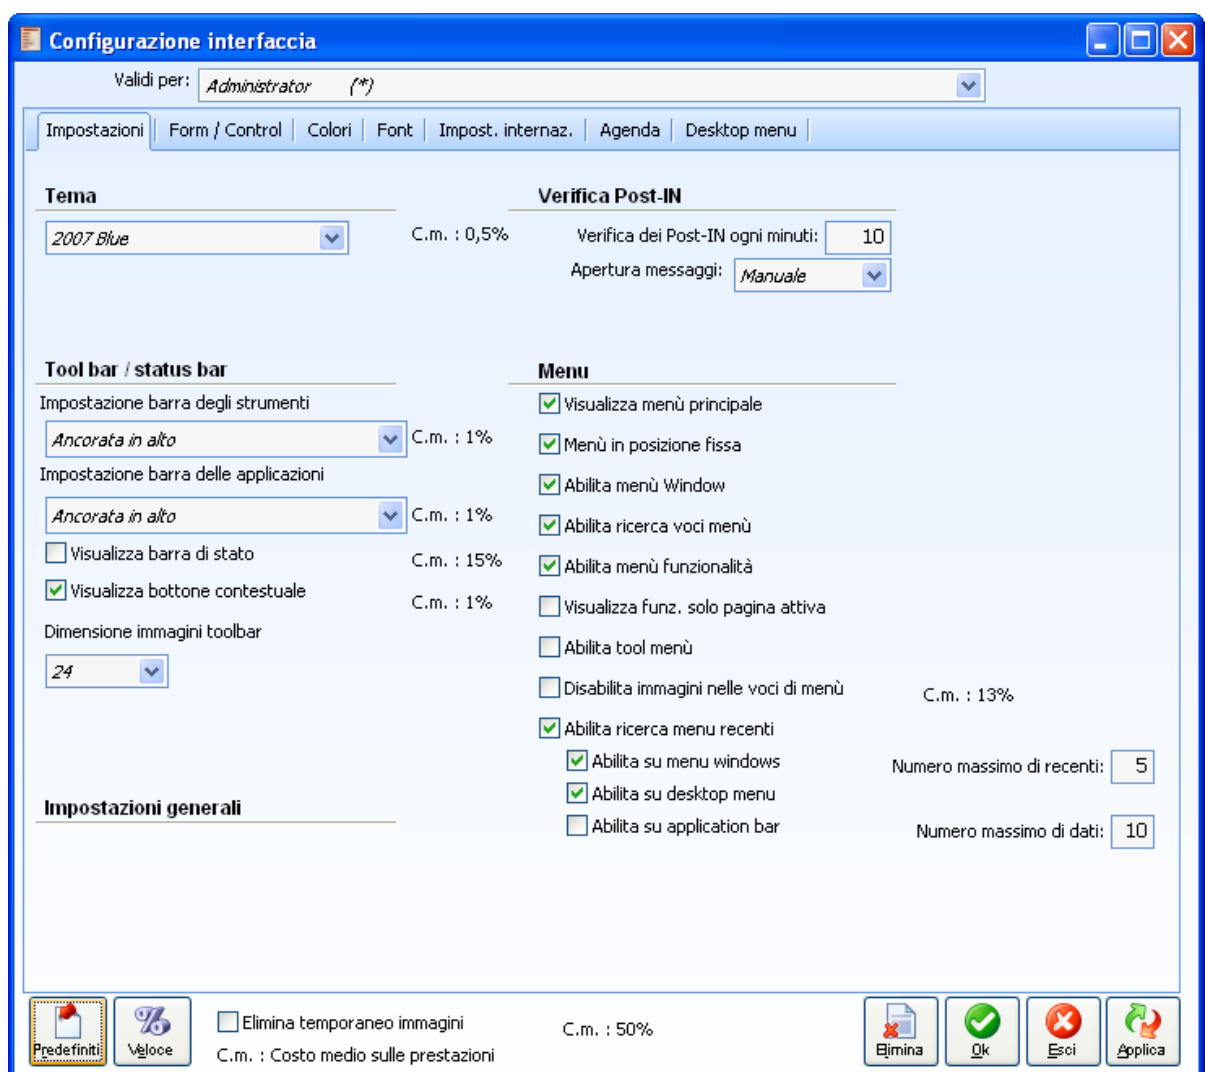 Configurazione interfaccia
Validi per: Administrator (*)
Impostazioni Form / Control Colori Font Impost. internaz. Agenda Desktop menu
Tema
2007 Blue
C.m. : 0,5%
Verifica Post-IN
Verifica dei Post-IN ogni minuti: 10
Apertura messaggi: Manuale
Tool bar / status bar
Impostazione barra degli strumenti
Ancorata in alto
C.m. : 1%
Impostazione barra delle applicazioni
Ancorata in alto
C.m. : 1%
Visualizza barra di stato
C.m. : 15%
Visualizza bottone contestuale
C.m. : 1%
Dimensione immagini toolbar
24
Menu
Visualizza menù principale
Menù in posizione fissa
Abilita menù Window
Abilita ricerca voci menù
Abilita menù funzionalità
Visualizza funz. solo pagina attiva
Abilita tool menù
Disabilita immagini nelle voci di menù
C.m. : 13%
Abilita ricerca menu recenti
Abilita su menu windows
Numero massimo di recenti: 5
Abilita su desktop menu
Abilita su application bar
Numero massimo di dati: 10
Impostazioni generali
Predefiniti
Veloce
Elimina temporaneo immagini
C.m. : 50%
C.m. : Costo medio sulle prestazioni
Elimina
Ok
Esci
Applica